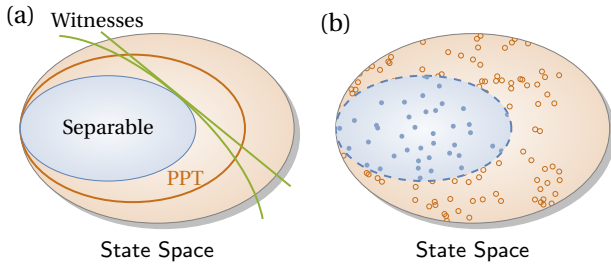 (a)
Witnesses
Separable
PPT
State Space
(b)
State Space